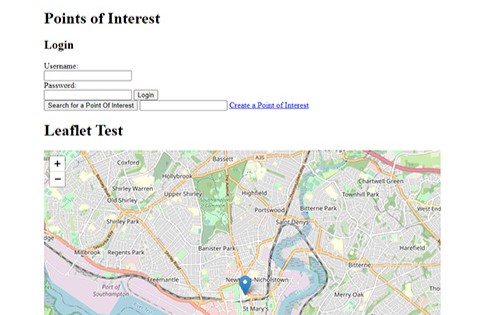 Points of Interest
Login
Username:
Password:
Login
Search for a Point Of Interest Create a Point of Interest
Leaflet Test
+
−
Coxford
Bassett
A35
Hollybrook
Chartwell Green
Shirley Warren
Upper Shirley
Highfield
Townhill Park
Old Shirley
Portswood
Bitterne Park
West End
Shirley Park
Saint Denys
Banister Park
Harefield
Millbrook
Regents Park
Freemantle
Nicholstown
Port of
Southampton
Merry Oak
St Mary's